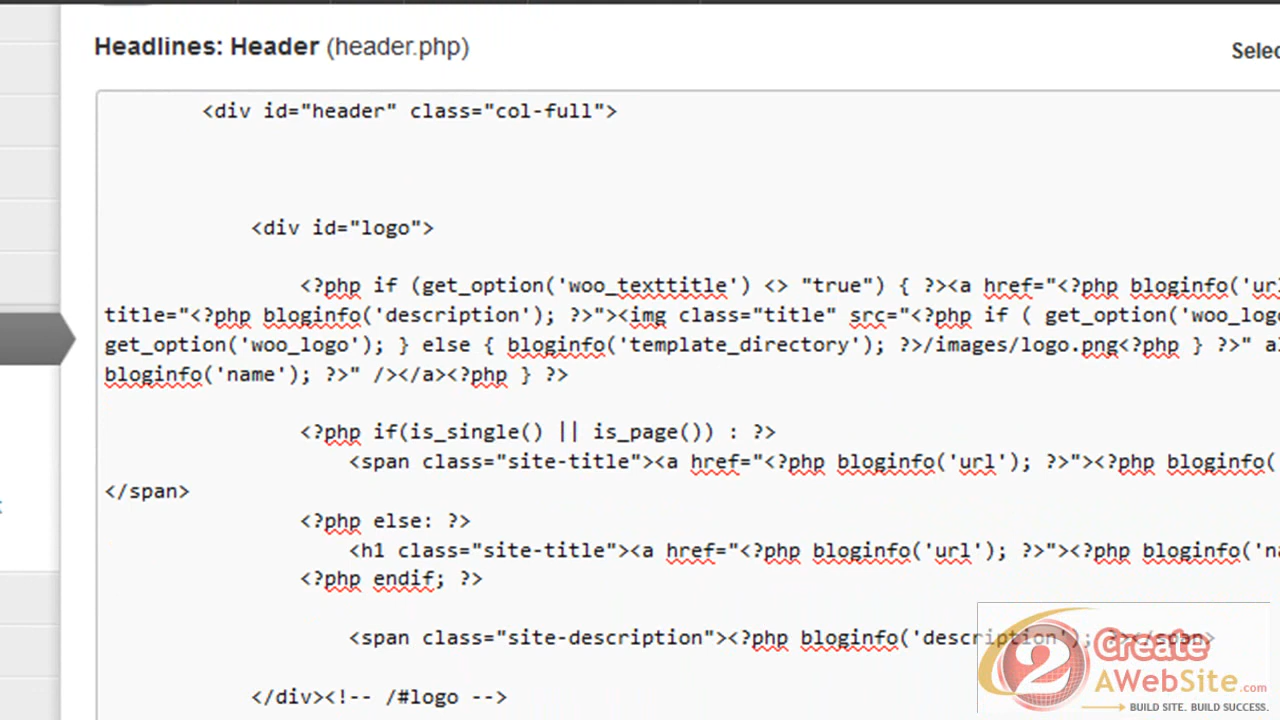 Headlines: Header (header.php)
Selec
<div id="header" class="col-full">
<div id="logo">
<?php if (get_option('woo_texttitle') <> "true") { ?><a href="<?php bloginfo('url
title="<?php bloginfo('description'); ?>"><img class="title" src="<?php if ( get_option('woo_logo
get_option('woo_logo'); } else { bloginfo('template_directory'); ?>/images/logo.png<?php } ?>" al
bloginfo('name'); ?>" /></a><?php } ?>
<?php if(is_single() || is_page()) : ?>
<span class="site-title"><a href="<?php bloginfo('url'); ?>"><?php bloginfo(
</span>
<?php else: ?>
<h1 class="site-title"><a href="<?php bloginfo('url'); ?>"><?php bloginfo('na
<?php endif; ?>
<span class="site-description"><?php bloginfo('description'); ?></span>
</div><!-- /#logo -->
2 Create
AWebSite.com
BUILD SITE. BUILD SUCCESS.